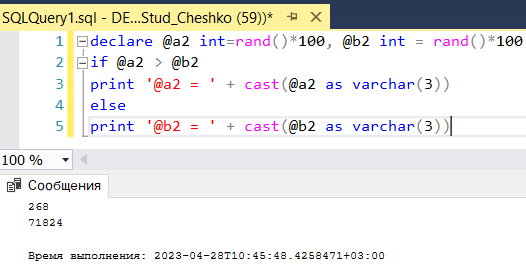 SQLQuery1.sql - DE...Stud_Cheshko (59))*
1 declare @a2 int=rand()*100, @b2 int = rand()*100
2 if @a2 > @b2
3 print '@a2 = ' + cast(@a2 as varchar(3))
4 else
5 print '@b2 = ' + cast(@b2 as varchar(3))
100 %
Сообщения
268
71824
Время выполнения: 2023-04-28T10:45:48.4258471+03:00